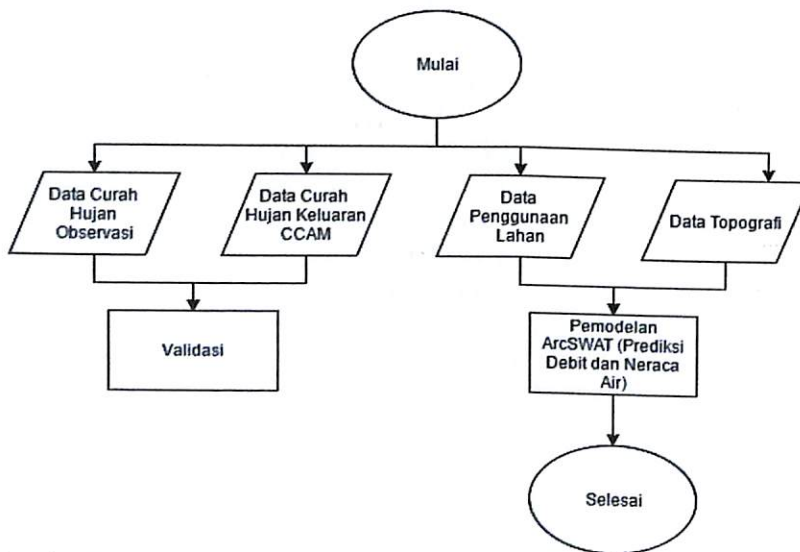 Mulai
Data Curah
Hujan
Observasi
Data Curah
Hujan Keluaran
CCAM
Data
Penggunaan
Lahan
Data Topografi
Validasi
Pemodelan
ArcSWAT (Prediksi
Debit dan Neraca
Air)
Selesai